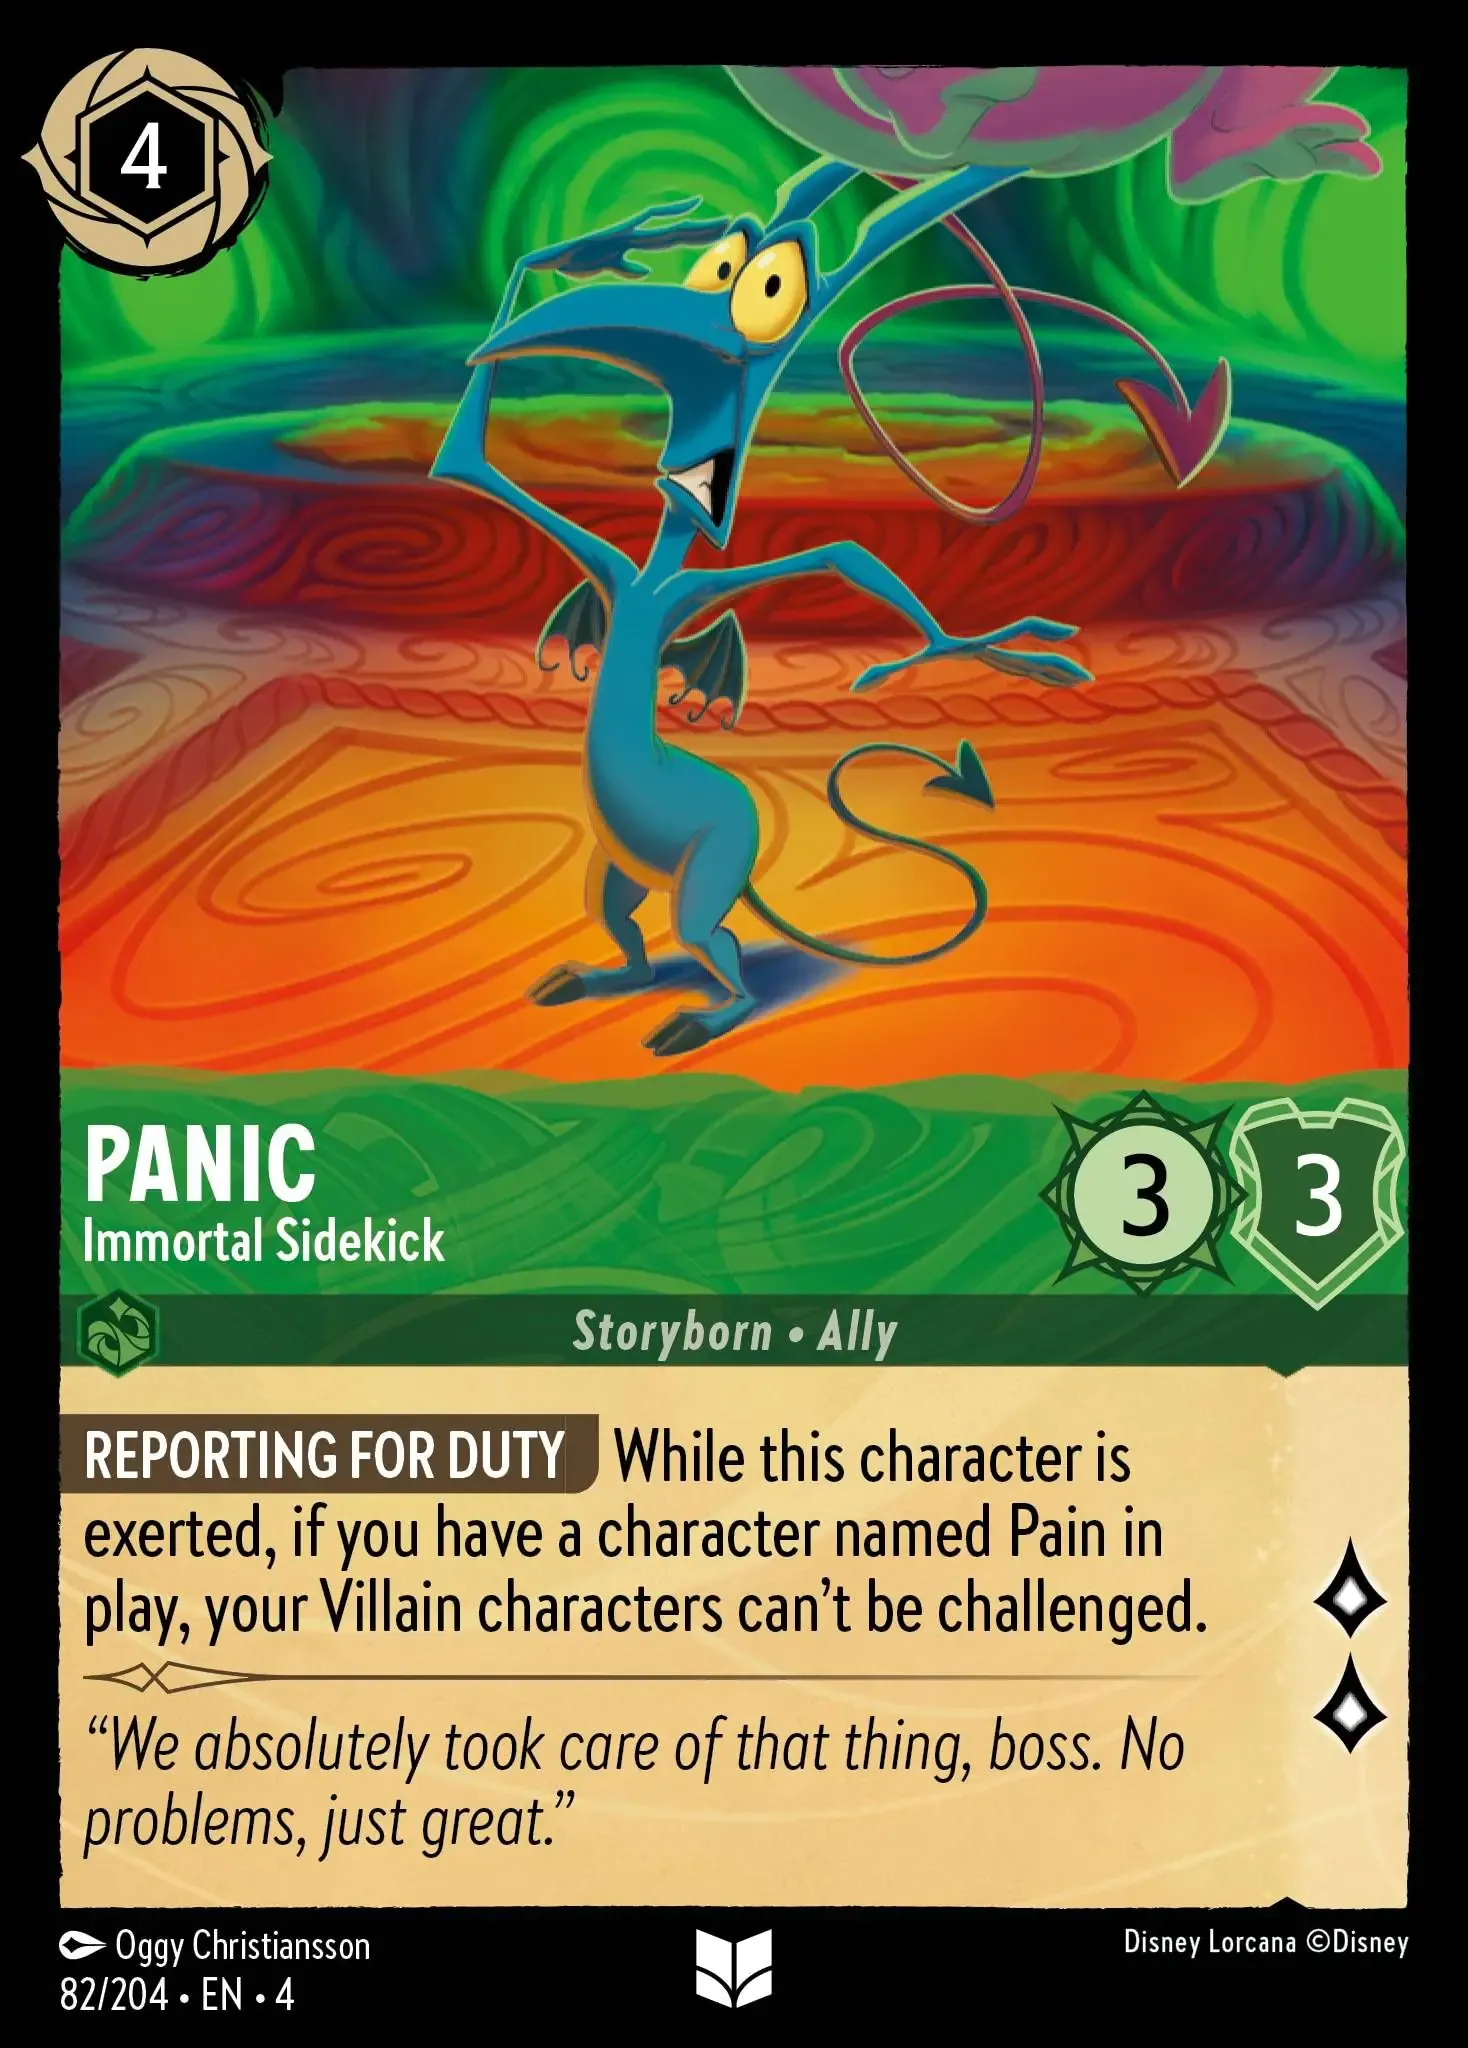 4
PANIC
Immortal Sidekick
3 3
Storyborn • Ally
REPORTING FOR DUTY While this character is
exerted, if you have a character named Pain in
play, your Villain characters can’t be challenged.
“We absolutely took care of that thing, boss. No
problems, just great.”
Oggy Christiansson
Disney Lorcana ©Disney
82/204 • EN • 4